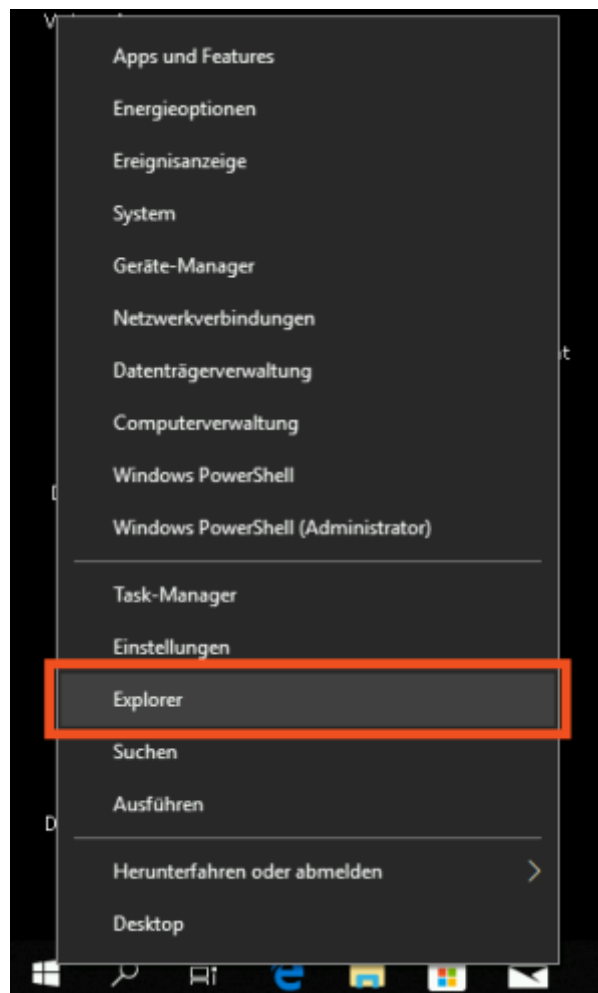 Apps und Features
Energieoptionen
Ereignisanzeige
System
Geräte-Manager
Netzwerkverbindungen
Datenträgerverwaltung
Computerverwaltung
Windows PowerShell
Windows PowerShell (Administrator)
Task-Manager
Einstellungen
Explorer
Suchen
Ausführen
Herunterfahren oder abmelden
Desktop